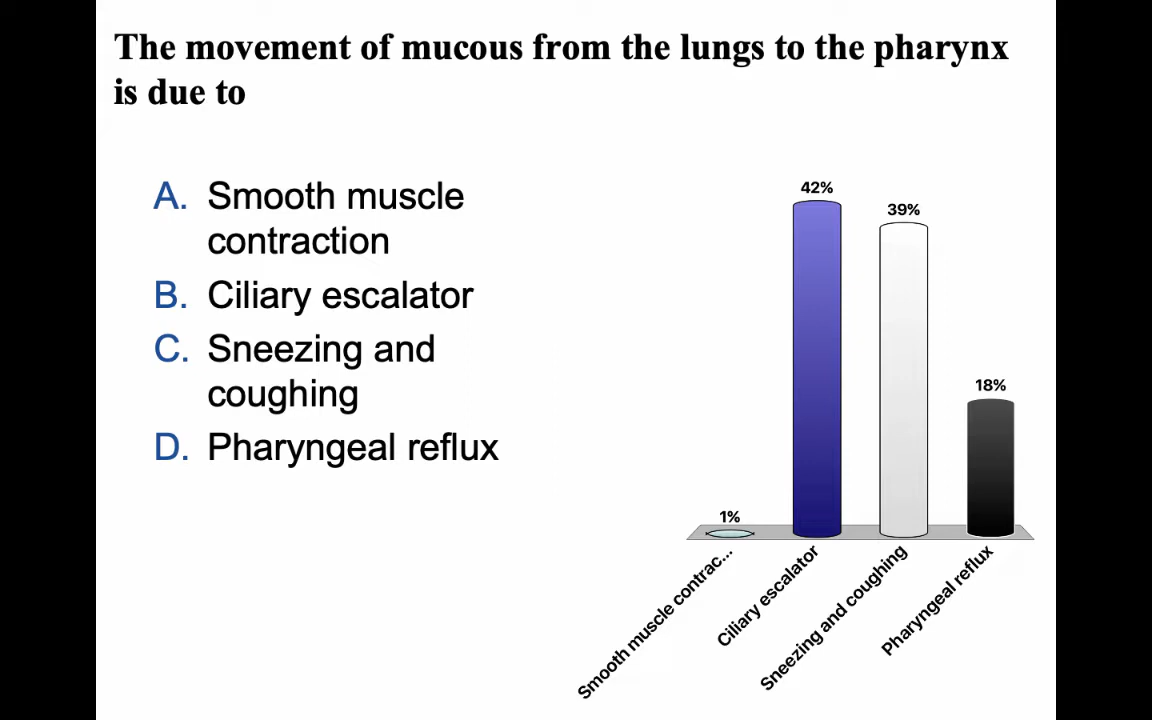 The movement of mucous from the lungs to the pharynx
is due to
A. Smooth muscle
contraction
B. Ciliary escalator
C. Sneezing and
coughing
D. Pharyngeal reflux
42%
39%
18%
1%
Smooth muscle contrac...
Ciliary escalator
Sneezing and coughing
Pharyngeal reflux